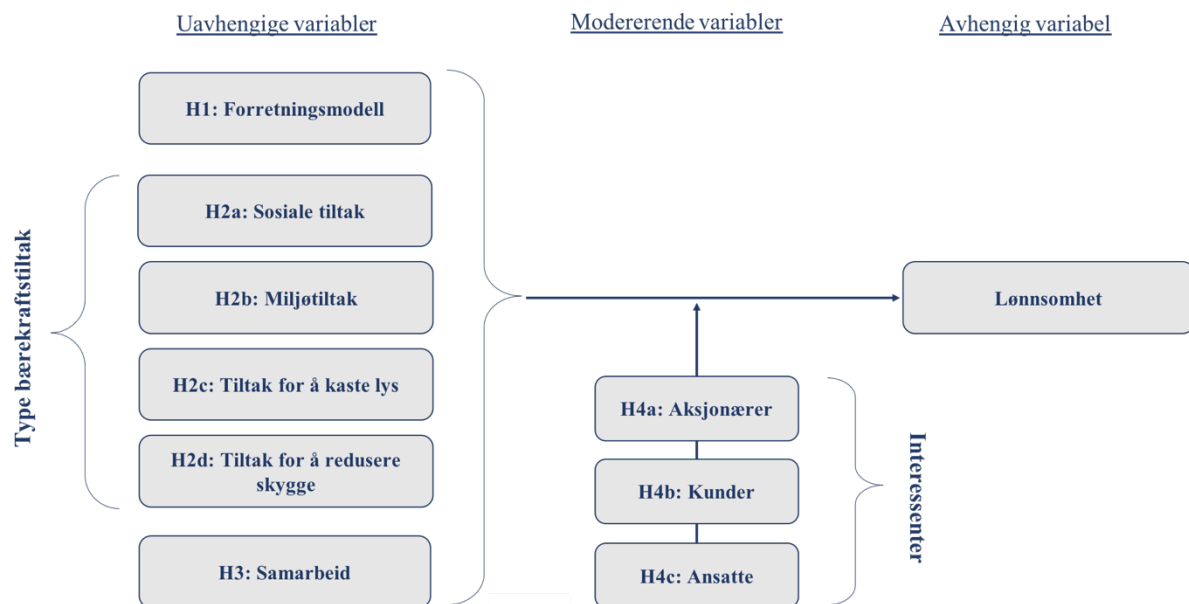 Uavhengige variabler
Modererende variabler
Avhengig variabel
H1: Forretningsmodell
Type bærekraftstiltak
H2a: Sosiale tiltak
H2b: Miljøtiltak
H2c: Tiltak for å kaste lys
H2d: Tiltak for å redusere
skygge
H3: Samarbeid
H4a: Aksjonærer
H4b: Kunder
H4c: Ansatte
Interessenter
Lønnsomhet